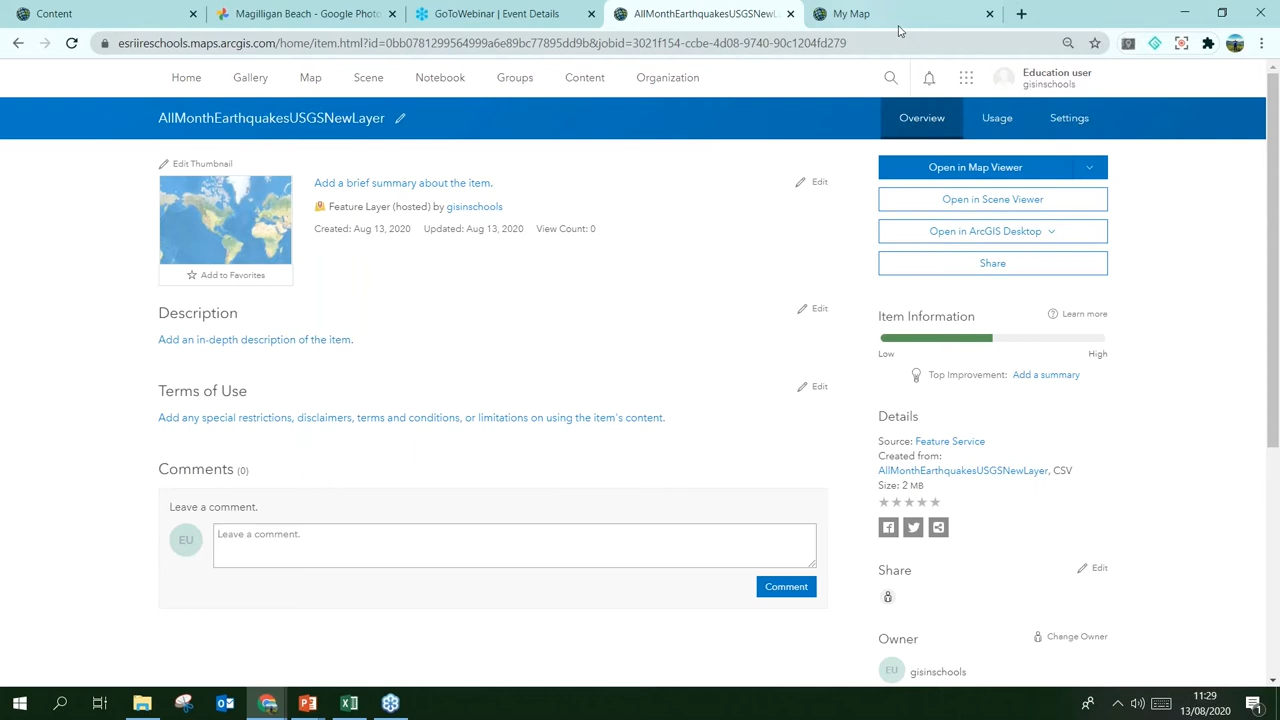 Content
Magilligan Beach - Google Photo
GoToWebinar | Event Details
AllMonthEarthquakesUSGSNewL
My Map
esriireschools.maps.arcgis.com/home/item.html?id=0bb0781299564999a6e9bc77895dd9b&jobid=3021f154-ccbe-4d08-9740-90c1204fd279
Home Gallery Map Scene Notebook Groups Content Organization
Education user
gisinschools
AllMonthEarthquakesUSGSNewLayer
Overview Usage Settings
Edit Thumbnail
Add a brief summary about the item.
Edit
Feature Layer (hosted) by gisinschools
Created: Aug 13, 2020 Updated: Aug 13, 2020 View Count: 0
Add to Favorites
Open in Map Viewer
Open in Scene Viewer
Open in ArcGIS Desktop
Share
Description
Edit
Add an in-depth description of the item.
Terms of Use
Edit
Add any special restrictions, disclaimers, terms and conditions, or limitations on using the item's content.
Comments (0)
Leave a comment.
EU
Leave a comment.
Comment
Item Information
Learn more
Low High
Top Improvement: Add a summary
Details
Source: Feature Service
Created from:
AllMonthEarthquakesUSGSNewLayer, CSV
Size: 2 MB
Share
Edit
Owner
Change Owner
EU
gisinschools
11:29
13/08/2020
1